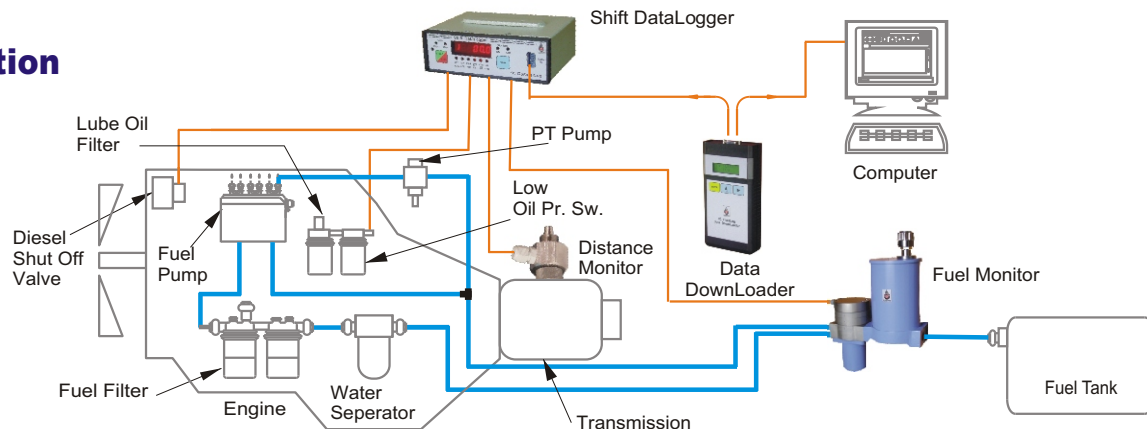 tion
Shift DataLogger
Lube Oil
Filter
PT Pump
Computer
Low
Oil Pr. Sw.
Diesel
Shut Off
Valve
Fuel
Pump
Distance
Monitor
Data
DownLoader
Fuel Monitor
Fuel Filter
Engine
Water
Seperator
Transmission
Fuel Tank